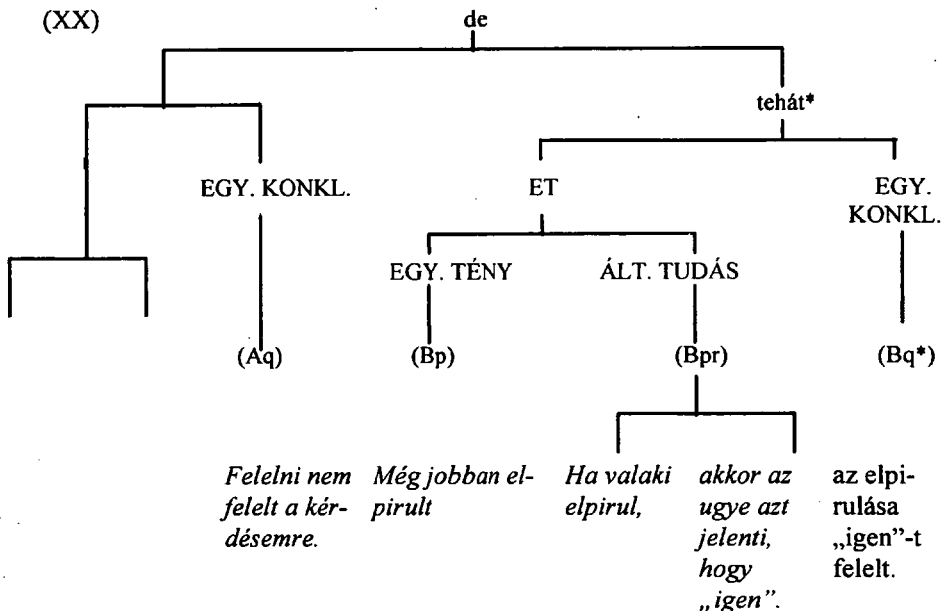 (XX)
de
tehát*
EGY. KONKL.
ET
EGY.
KONKL.
EGY. TÉNY
ÁLT. TUDÁS
(Aq)
(Bp)
(Bpr)
(Bq*)
Felelni nem
felelt a kér-
désemre.
Még jobban el-
pirult
Ha valaki
elpirul,
akkor az
ugye azt
jelenti,
hogy
„igen”.
az elpi-
rulása
„igen”-t
felelt.